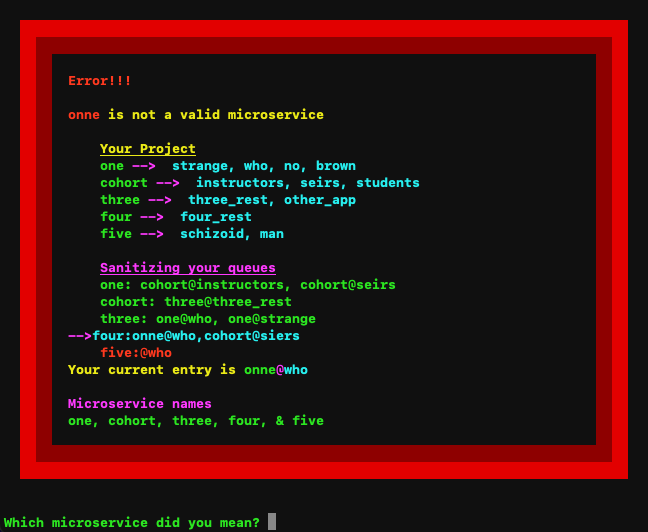 Error!!!
onne is not a valid microservice
Your Project
one --> strange, who, no, brown
cohort --> instructors, seirs, students
three --> three_rest, other_app
four --> four_rest
five --> schizoid, man
Sanitizing your queues
one: cohort@instructors, cohort@seirs
cohort: three@three_rest
three: one@who, one@strange
-->four:onne@who,cohort@siers
five:@who
Your current entry is onne@who
Microservice names
one, cohort, three, four, & five
Which microservice did you mean?